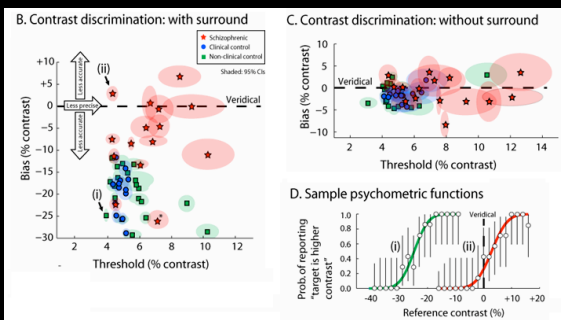 B. Contrast discrimination: with surround
Schizophrenic
Clinical control
Non-clinical control
Shaded: 95% CIs
(ii)
Less accurate
Less precise
Less accurate
Veridical
(i)
*
+10
+5
0
-5
-10
-15
-20
-25
-30
Bias (% contrast)
2 4 6 8 10 12
Threshold (% contrast)
C. Contrast discrimination: without surround
Veridical
10
5
0
-5
-10
Bias (% contrast)
2 4 6 8 10 12 14
Threshold (% contrast)
D. Sample psychometric functions
Veridical
(i)
(ii)
1.0
0.8
0.6
0.4
0.2
0.0
Prob. of reporting
"target is higher
contrast"
-40 -30 -20 -10 0 +10 +20
Reference contrast (%)